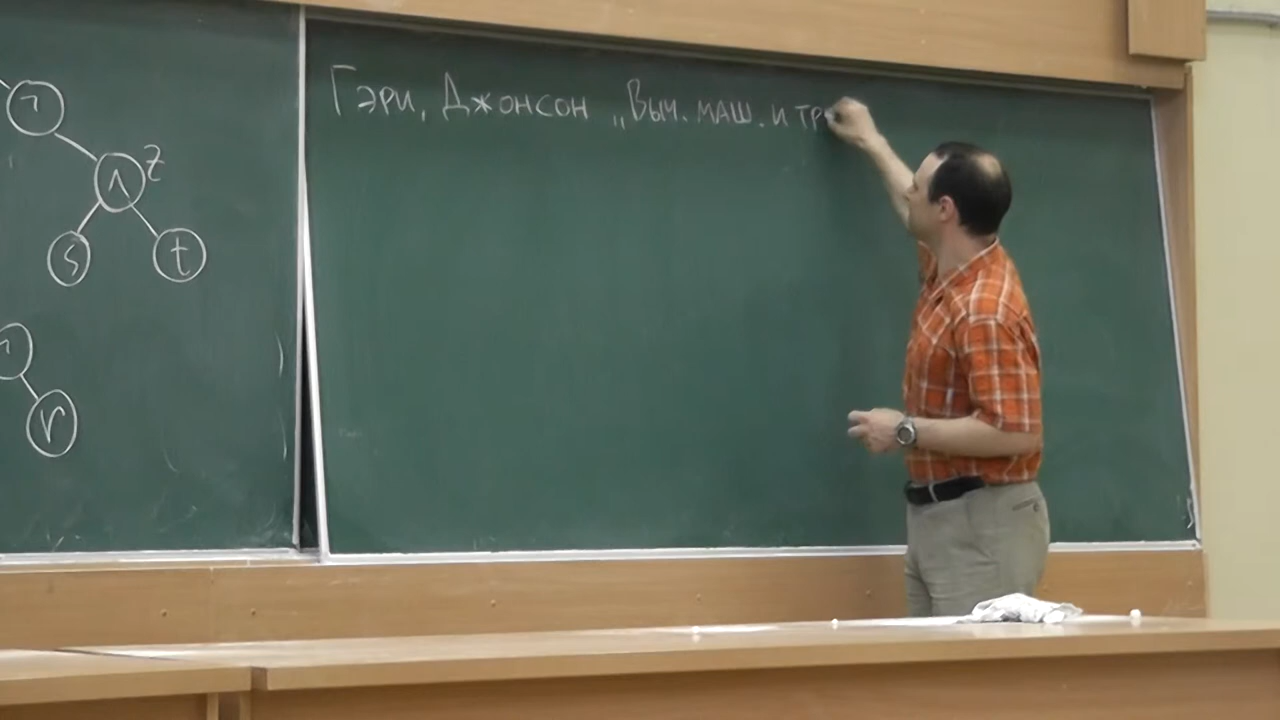 ¬
∧ z
s t
¬
r
Гэри, Джонсон „Выч. маш. и тр